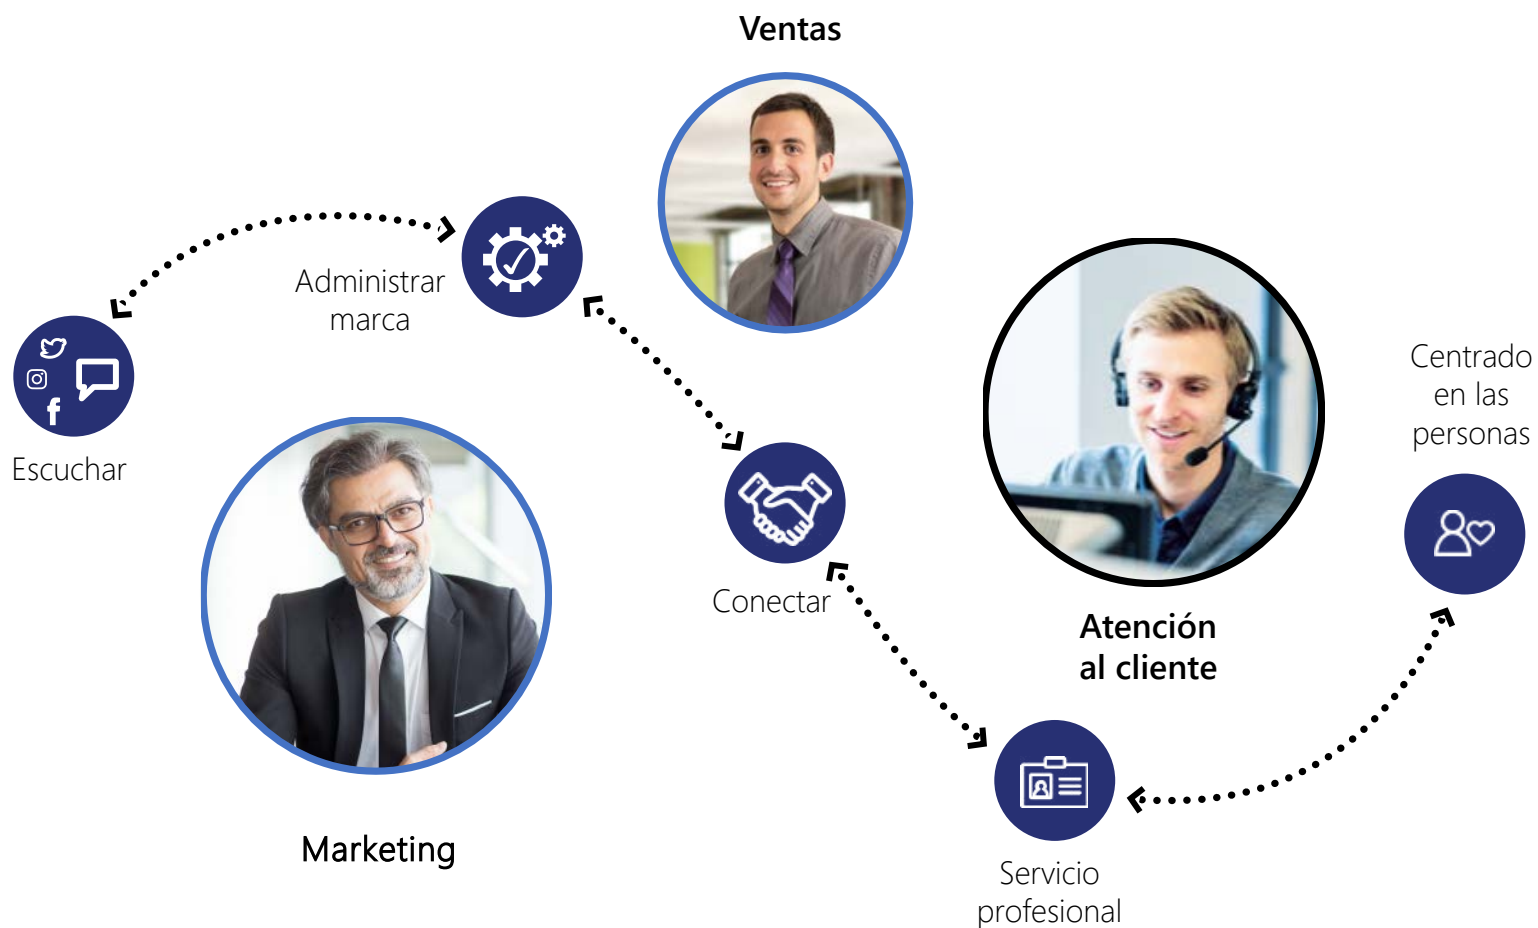 Ventas
Administrar
marca
Escuchar
Marketing
Conectar
Atención
al cliente
Servicio
profesional
Centrado
en las
personas